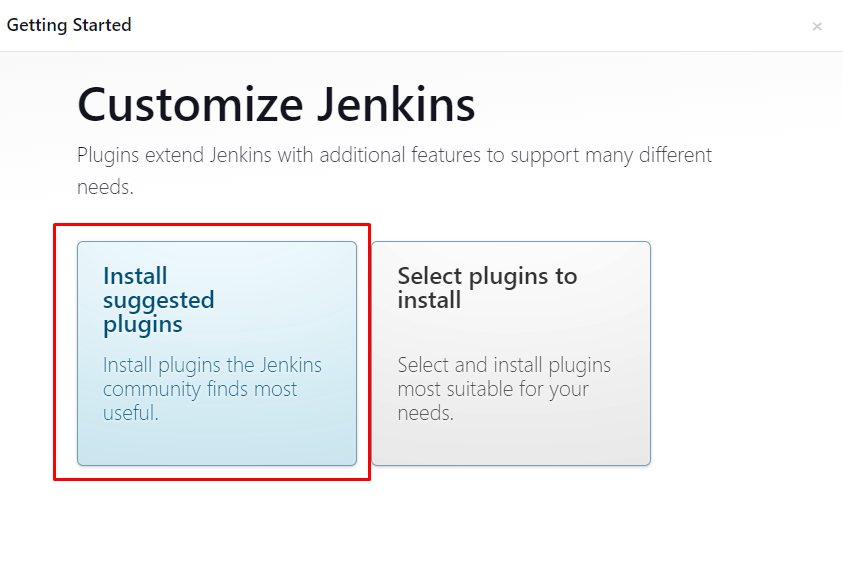 Getting Started
×
Customize Jenkins
Plugins extend Jenkins with additional features to support many different
needs.
Install
suggested
plugins
Install plugins the Jenkins
community finds most
useful.
Select plugins to
install
Select and install plugins
most suitable for your
needs.